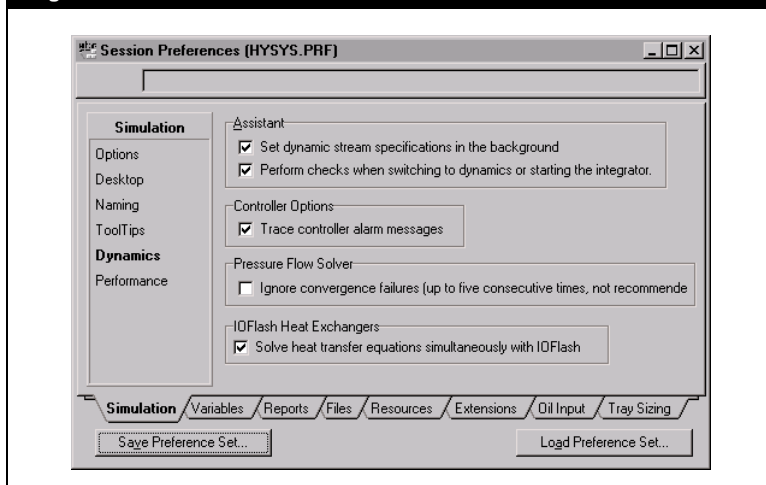 Session Preferences (HYSYS.PRF)
Simulation
Options
Desktop
Naming
ToolTips
Dynamics
Performance
Assistant
Set dynamic stream specifications in the background
Perform checks when switching to dynamics or starting the integrator.
Controller Options
Trace controller alarm messages
Pressure Flow Solver
Ignore convergence failures (up to five consecutive times, not recommende
IOFlash Heat Exchangers
Solve heat transfer equations simultaneously with IOFlash
Simulation Variables Reports Files Resources Extensions Oil Input Tray Sizing
Save Preference Set... Load Preference Set...